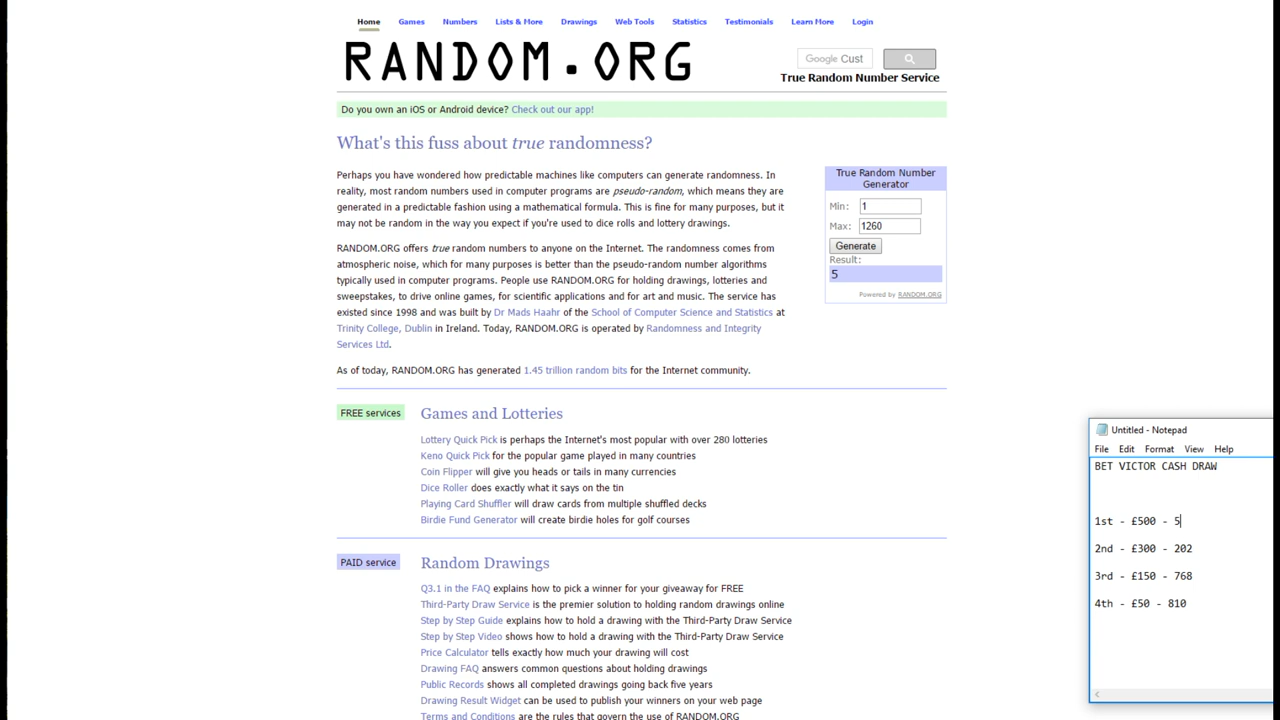 Home Games Numbers Lists & More Drawings Web Tools Statistics Testimonials Learn More Login
RANDOM.ORG
Google Cust
True Random Number Service
Do you own an iOS or Android device? Check out our app!
What's this fuss about true randomness?
Perhaps you have wondered how predictable machines like computers can generate randomness. In
reality, most random numbers used in computer programs are pseudo-random, which means they are
generated in a predictable fashion using a mathematical formula. This is fine for many purposes, but it
may not be random in the way you expect if you're used to dice rolls and lottery drawings.
RANDOM.ORG offers true random numbers to anyone on the Internet. The randomness comes from
atmospheric noise, which for many purposes is better than the pseudo-random number algorithms
typically used in computer programs. People use RANDOM.ORG for holding drawings, lotteries and
sweepstakes, to drive online games, for scientific applications and for art and music. The service has
existed since 1998 and was built by Dr Mads Haahr of the School of Computer Science and Statistics at
Trinity College, Dublin in Ireland. Today, RANDOM.ORG is operated by Randomness and Integrity
Services Ltd.
As of today, RANDOM.ORG has generated 1.45 trillion random bits for the Internet community.
True Random Number
Generator
Min: 1
Max: 1260
Generate
Result:
5
Powered by RANDOM.ORG
FREE services
Games and Lotteries
Lottery Quick Pick is perhaps the Internet's most popular with over 280 lotteries
Keno Quick Pick for the popular game played in many countries
Coin Flipper will give you heads or tails in many currencies
Dice Roller does exactly what it says on the tin
Playing Card Shuffler will draw cards from multiple shuffled decks
Birdie Fund Generator will create birdie holes for golf courses
PAID service
Random Drawings
Q3.1 in the FAQ explains how to pick a winner for your giveaway for FREE
Third-Party Draw Service is the premier solution to holding random drawings online
Step by Step Guide explains how to hold a drawing with the Third-Party Draw Service
Step by Step Video shows how to hold a drawing with the Third-Party Draw Service
Price Calculator tells exactly how much your drawing will cost
Drawing FAQ answers common questions about holding drawings
Public Records shows all completed drawings going back five years
Drawing Result Widget can be used to publish your winners on your web page
Terms and Conditions are the rules that govern the use of RANDOM.ORG
Untitled - Notepad
File Edit Format View Help
BET VICTOR CASH DRAW
1st - £500 - 5
2nd - £300 - 202
3rd - £150 - 768
4th - £50 - 810